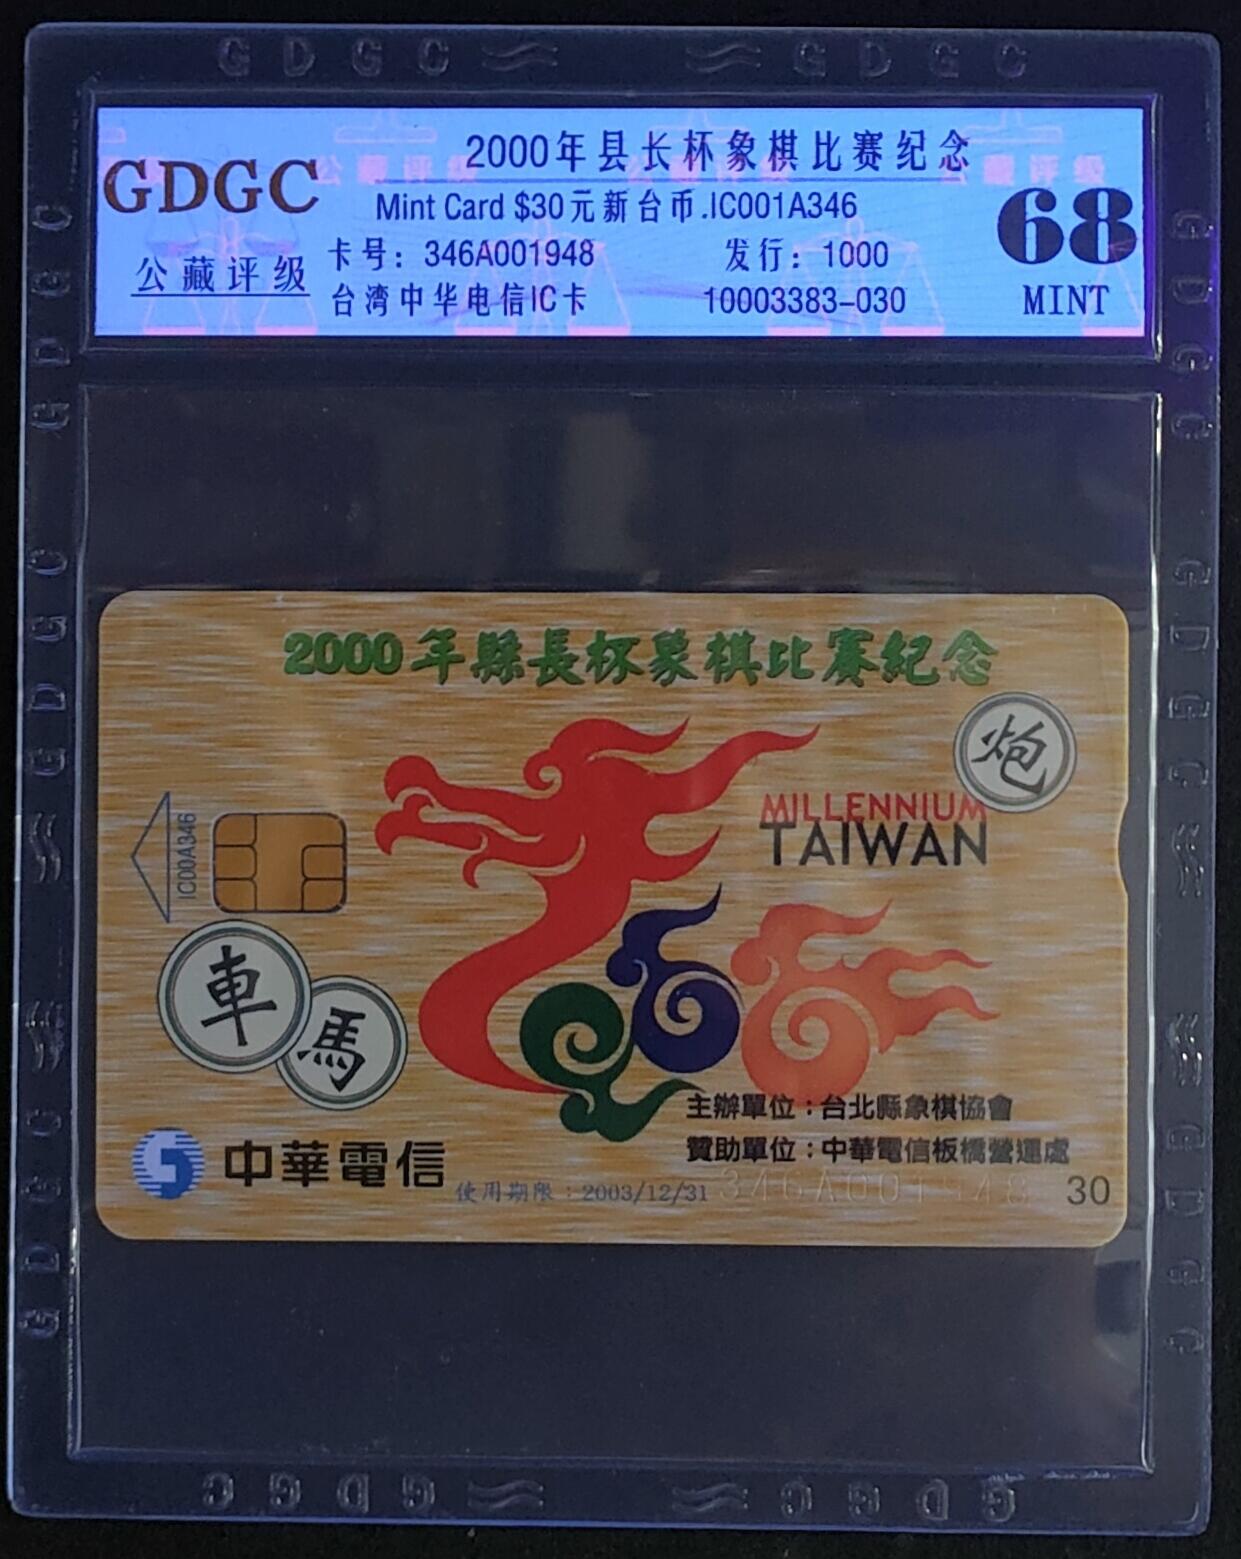 GDGC GDGC
GDGC
公藏评级
2000年县长杯象棋比赛纪念
Mint Card $30元新台币.IC001A346
卡号：346A001948
发行：1000
台湾中华电信IC卡
10003383-030
68
MINT
2000年縣長杯象棋比賽紀念
炮
MILLENNIUM
TAIWAN
IC00A346
車
馬
主辦單位：台北縣象棋協會
贊助單位：中華電信板橋營運處
中華電信
使用期限：2003/12/31
346A001948
30
GDGC GDGC